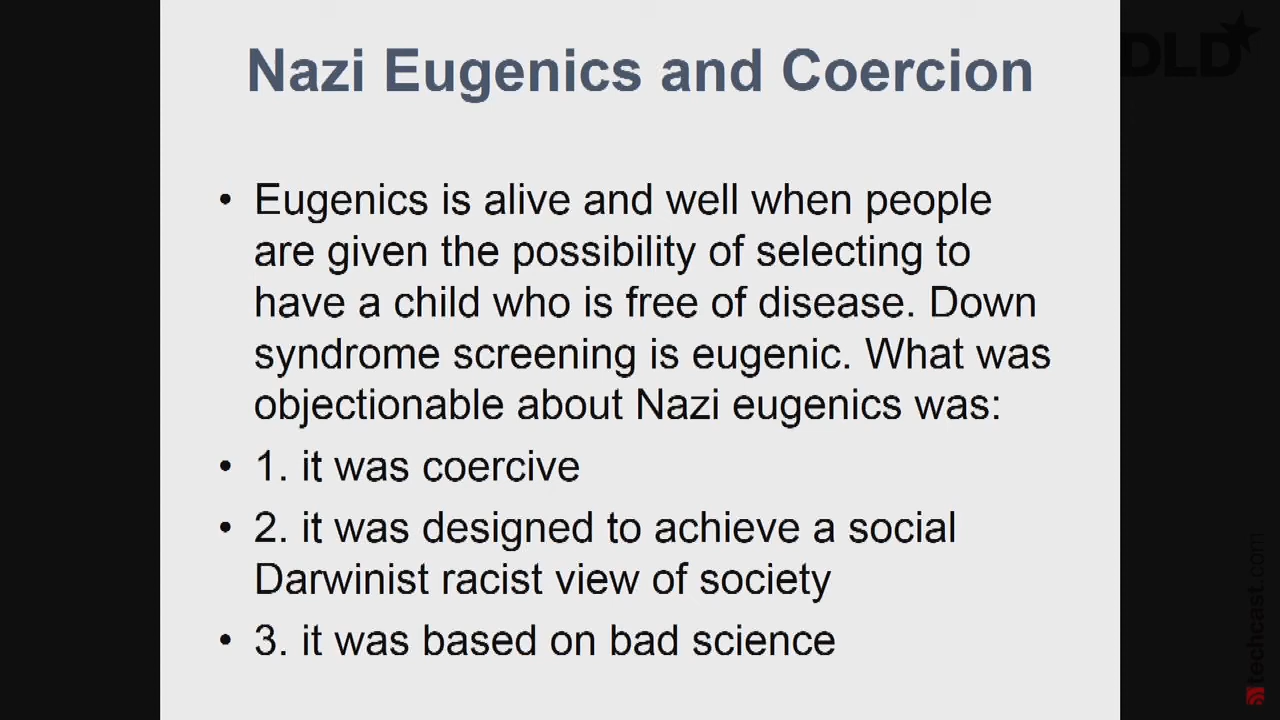 Nazi Eugenics and Coercion
DLD
• Eugenics is alive and well when people
are given the possibility of selecting to
have a child who is free of disease. Down
syndrome screening is eugenic. What was
objectionable about Nazi eugenics was:
• 1. it was coercive
• 2. it was designed to achieve a social
Darwinist racist view of society
• 3. it was based on bad science
techcast.com